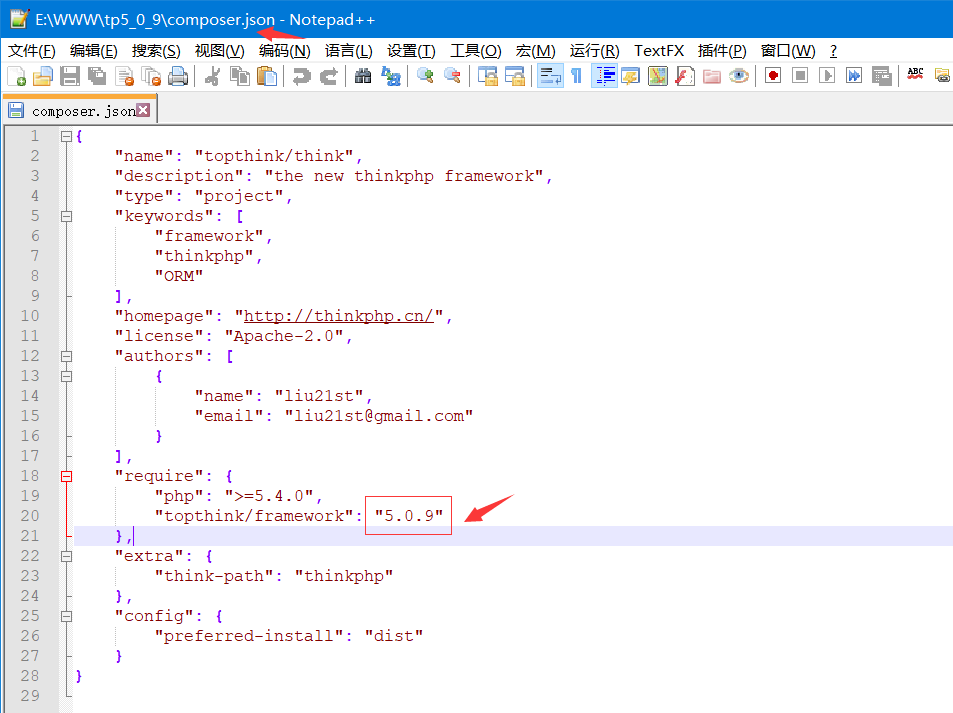 E:\WWW\tp5_0_9\composer.json - Notepad++
文件(F) 编辑(E) 搜索(S) 视图(V) 编码(N) 语言(L) 设置(T) 工具(O) 宏(M) 运行(R) TextFX 插件(P) 窗口(W) ?
ABC
composer.json
1 {
2 "name": "topthink/think",
3 "description": "the new thinkphp framework",
4 "type": "project",
5 "keywords": [
6 "framework",
7 "thinkphp",
8 "ORM"
9 ],
10 "homepage": "http://thinkphp.cn/",
11 "license": "Apache-2.0",
12 "authors": [
13 {
14 "name": "liu21st",
15 "email": "liu21st@gmail.com"
16 }
17 ],
18 "require": {
19 "php": ">=5.4.0",
20 "topthink/framework": "5.0.9"
21 },
22 "extra": {
23 "think-path": "thinkphp"
24 },
25 "config": {
26 "preferred-install": "dist"
27 }
28 }
29